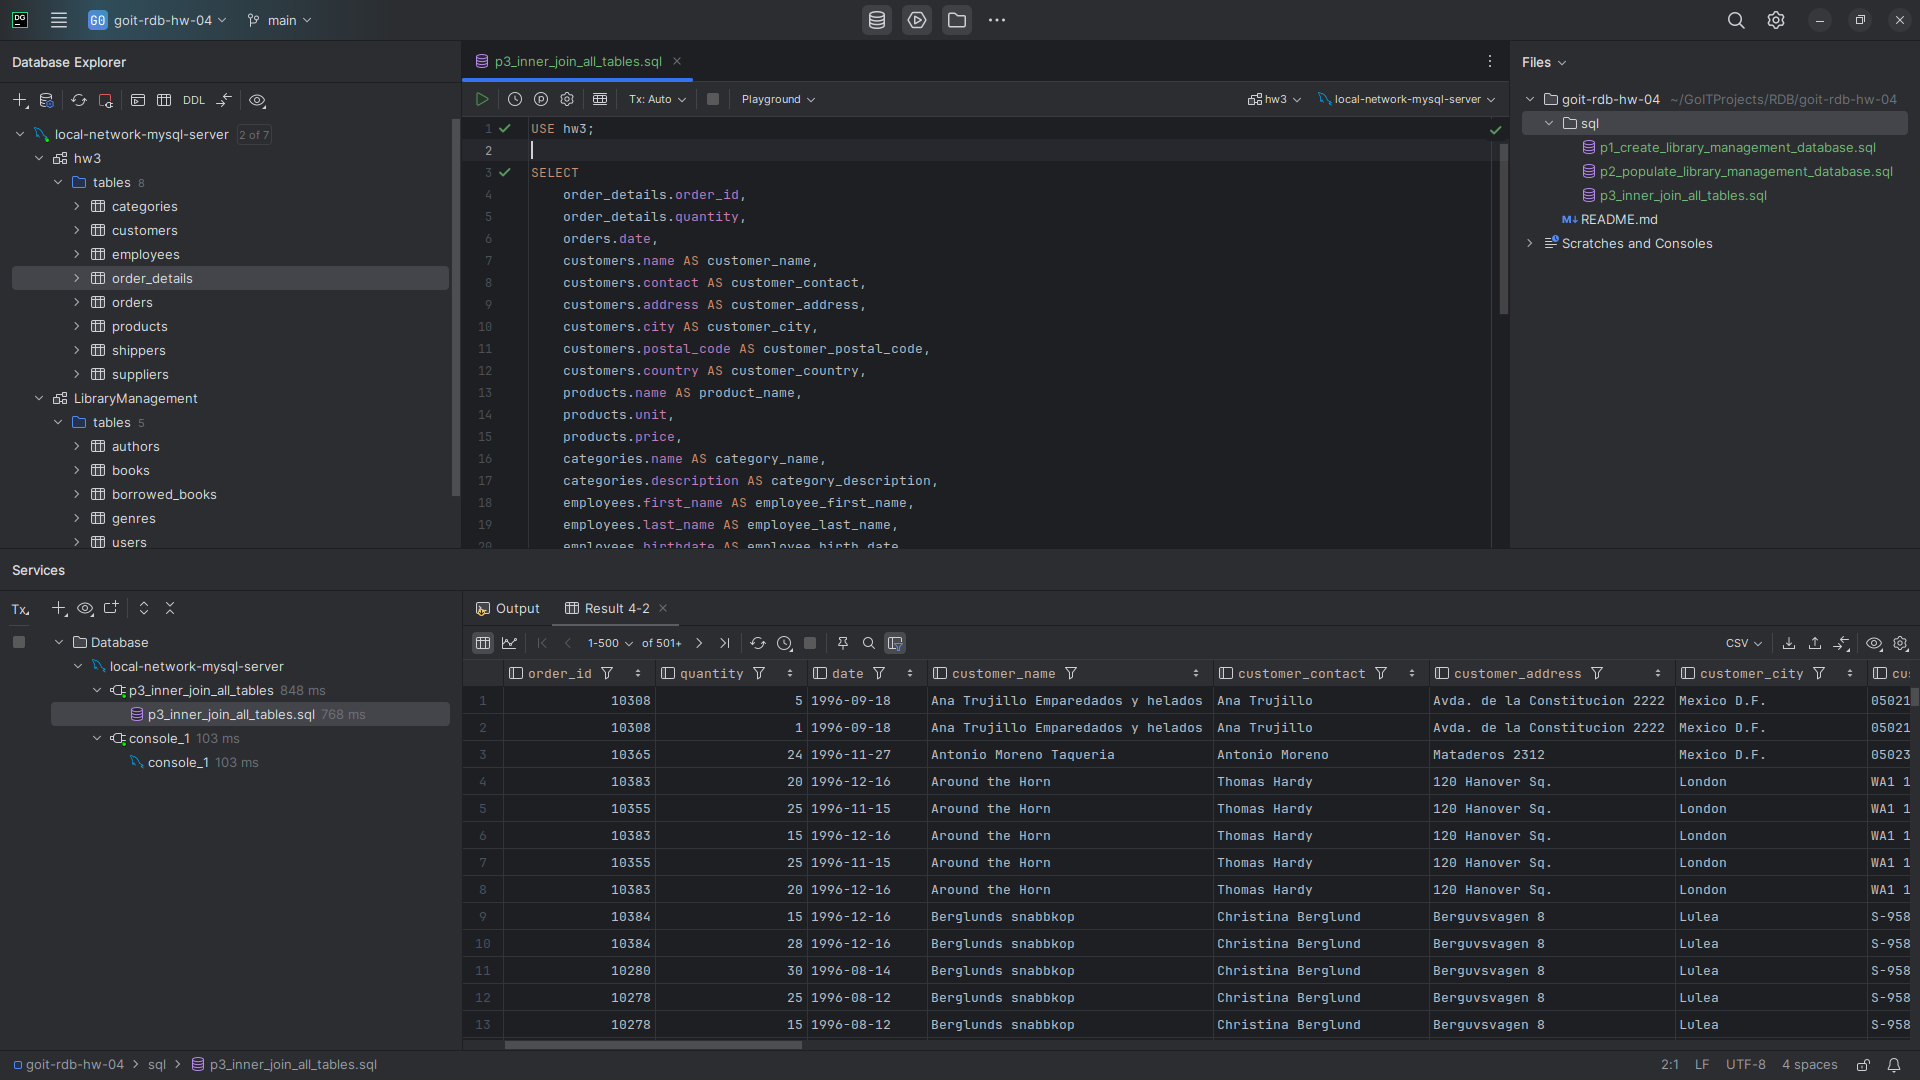 DG
GO goit-rdb-hw-04 main
Database Explorer
DDL
local-network-mysql-server 2 of 7
hw3
tables 8
categories
customers
employees
order_details
orders
products
shippers
suppliers
LibraryManagement
tables 5
authors
books
borrowed_books
genres
users
p3_inner_join_all_tables.sql
Tx: Auto Playground hw3 local-network-mysql-server
1 USE hw3;
2
3 SELECT
4 order_details.order_id,
5 order_details.quantity,
6 orders.date,
7 customers.name AS customer_name,
8 customers.contact AS customer_contact,
9 customers.address AS customer_address,
10 customers.city AS customer_city,
11 customers.postal_code AS customer_postal_code,
12 customers.country AS customer_country,
13 products.name AS product_name,
14 products.unit,
15 products.price,
16 categories.name AS category_name,
17 categories.description AS category_description,
18 employees.first_name AS employee_first_name,
19 employees.last_name AS employee_last_name,
20 employees.birthdate AS employee_birth_date
Files
goit-rdb-hw-04 ~/GoITProjects/RDB/goit-rdb-hw-04
sql
p1_create_library_management_database.sql
p2_populate_library_management_database.sql
p3_inner_join_all_tables.sql
M↓ README.md
Scratches and Consoles
Services
Tx
Database
local-network-mysql-server
p3_inner_join_all_tables 848 ms
p3_inner_join_all_tables.sql 768 ms
console_1 103 ms
console_1 103 ms
Output Result 4-2
1-500 of 501+ CSV
order_id quantity date customer_name customer_contact customer_address customer_city cu
1 10308 5 1996-09-18 Ana Trujillo Emparedados y helados Ana Trujillo Avda. de la Constitucion 2222 Mexico D.F. 05021
2 10308 1 1996-09-18 Ana Trujillo Emparedados y helados Ana Trujillo Avda. de la Constitucion 2222 Mexico D.F. 05021
3 10365 24 1996-11-27 Antonio Moreno Taqueria Antonio Moreno Mataderos 2312 Mexico D.F. 05023
4 10383 20 1996-12-16 Around the Horn Thomas Hardy 120 Hanover Sq. London WA1 1
5 10355 25 1996-11-15 Around the Horn Thomas Hardy 120 Hanover Sq. London WA1 1
6 10383 15 1996-12-16 Around the Horn Thomas Hardy 120 Hanover Sq. London WA1 1
7 10355 25 1996-11-15 Around the Horn Thomas Hardy 120 Hanover Sq. London WA1 1
8 10383 20 1996-12-16 Around the Horn Thomas Hardy 120 Hanover Sq. London WA1 1
9 10384 15 1996-12-16 Berglunds snabbkop Christina Berglund Berguvsvagen 8 Lulea S-958
10 10384 28 1996-12-16 Berglunds snabbkop Christina Berglund Berguvsvagen 8 Lulea S-958
11 10280 30 1996-08-14 Berglunds snabbkop Christina Berglund Berguvsvagen 8 Lulea S-958
12 10278 25 1996-08-12 Berglunds snabbkop Christina Berglund Berguvsvagen 8 Lulea S-958
13 10278 15 1996-08-12 Berglunds snabbkop Christina Berglund Berguvsvagen 8 Lulea S-958
goit-rdb-hw-04 sql p3_inner_join_all_tables.sql 2:1 LF UTF-8 4 spaces